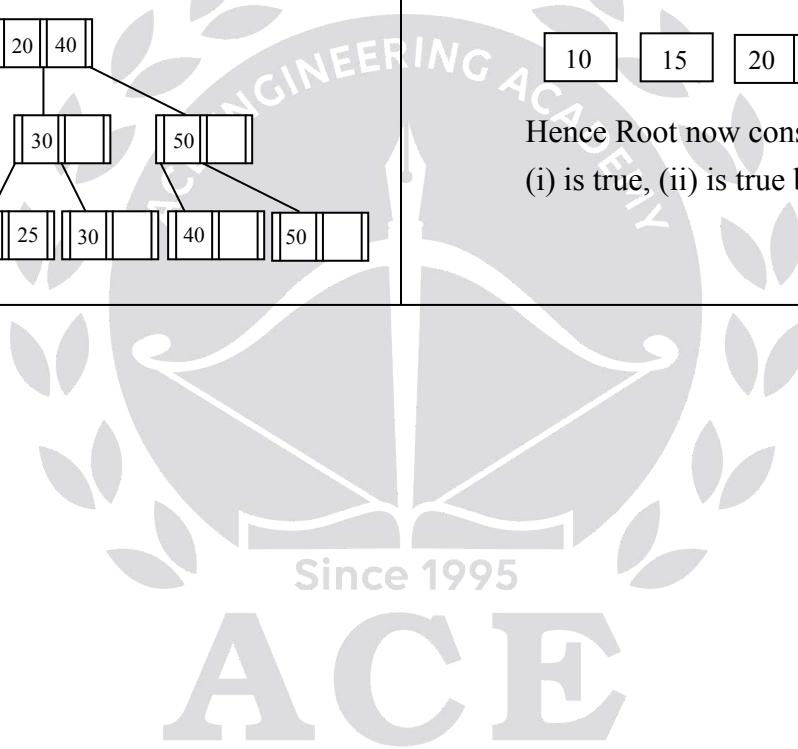 20 40
30
50
25 30 40 50
10 15 20
Hence Root now cons
(i) is true, (ii) is true b
ENGINEERING ACADEMY
Since 1995
ACE